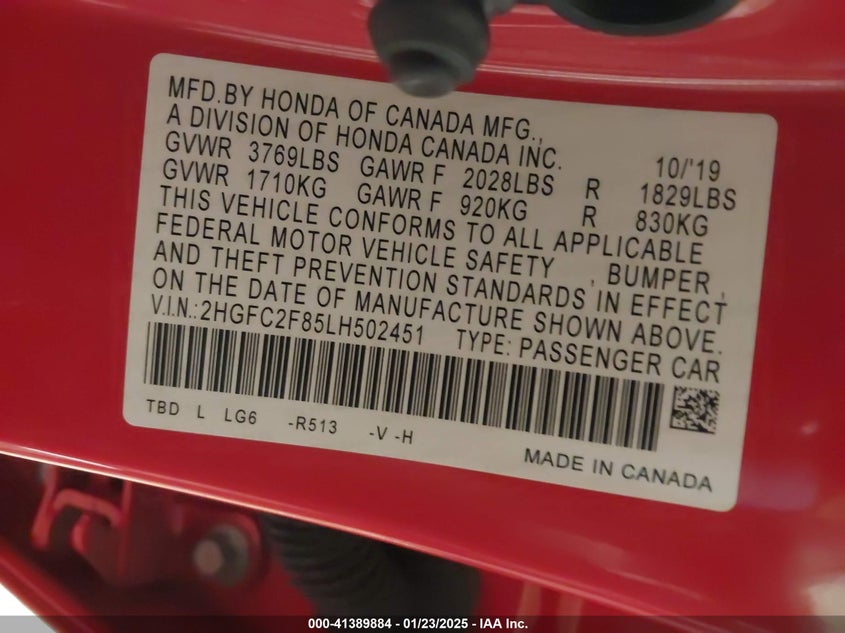 MFD.BY HONDA OF CANADA MFG.,
A DIVISION OF HONDA CANADA INC. 10/'19
GVWR 3769LBS GAWR F 2028LBS R 1829LBS
GVWR 1710KG GAWR F 920KG R 830KG
THIS VEHICLE CONFORMS TO ALL APPLICABLE
FEDERAL MOTOR VEHICLE SAFETY , BUMPER ,
AND THEFT PREVENTION STANDARDS IN EFFECT
ON THE DATE OF MANUFACTURE SHOWN ABOVE.
V.I.N.:2HGFC2F85LH502451 TYPE: PASSENGER CAR
TBD L LG6 -R513 -V -H
MADE IN CANADA
000-41389884 - 01/23/2025 - IAA Inc.